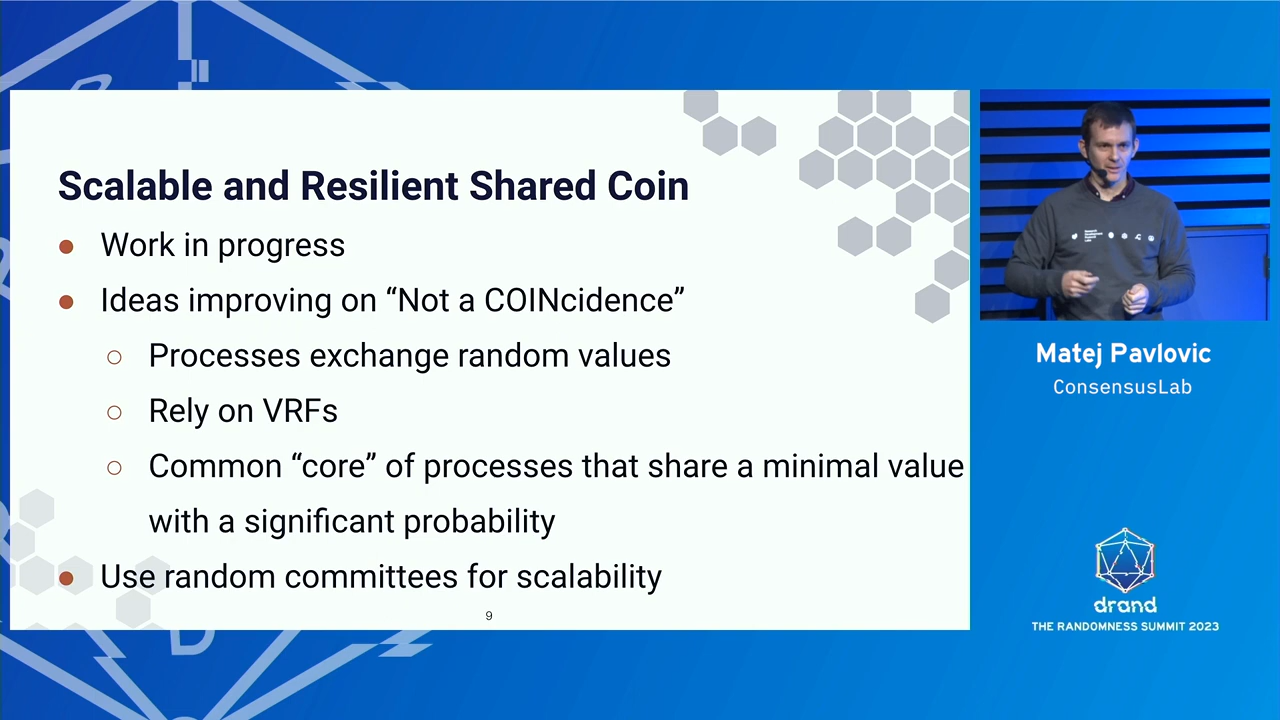 Scalable and Resilient Shared Coin
Work in progress
Ideas improving on “Not a COINcidence”
Processes exchange random values
Rely on VRFs
Common “core” of processes that share a minimal value
with a significant probability
Use random committees for scalability
9
Matej Pavlovic
ConsensusLab
drand
THE RANDOMNESS SUMMIT 2023